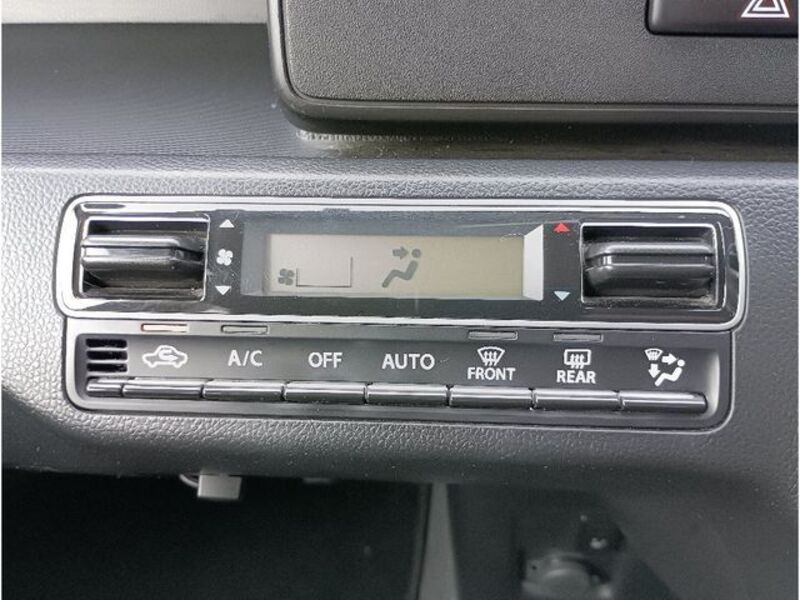 A/C OFF AUTO FRONT REAR